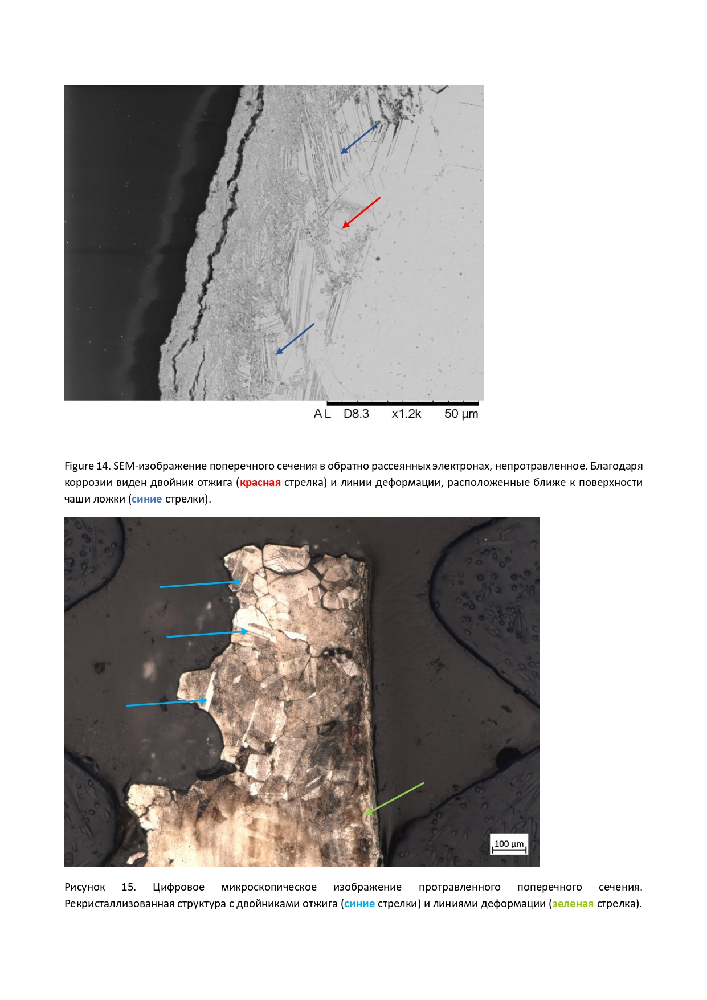 AL D8.3 x1.2k 50 µm
Figure 14. SEM-изображение поперечного сечения в обратно рассеянных электронах, непротравленное. Благодаря
коррозии виден двойник отжига (красная стрелка) и линии деформации, расположенные ближе к поверхности
чаши ложки (синие стрелки).
100 µm
Рисунок 15. Цифровое микроскопическое изображение протравленного поперечного сечения.
Рекристаллизованная структура с двойниками отжига (синие стрелки) и линиями деформации (зеленая стрелка).